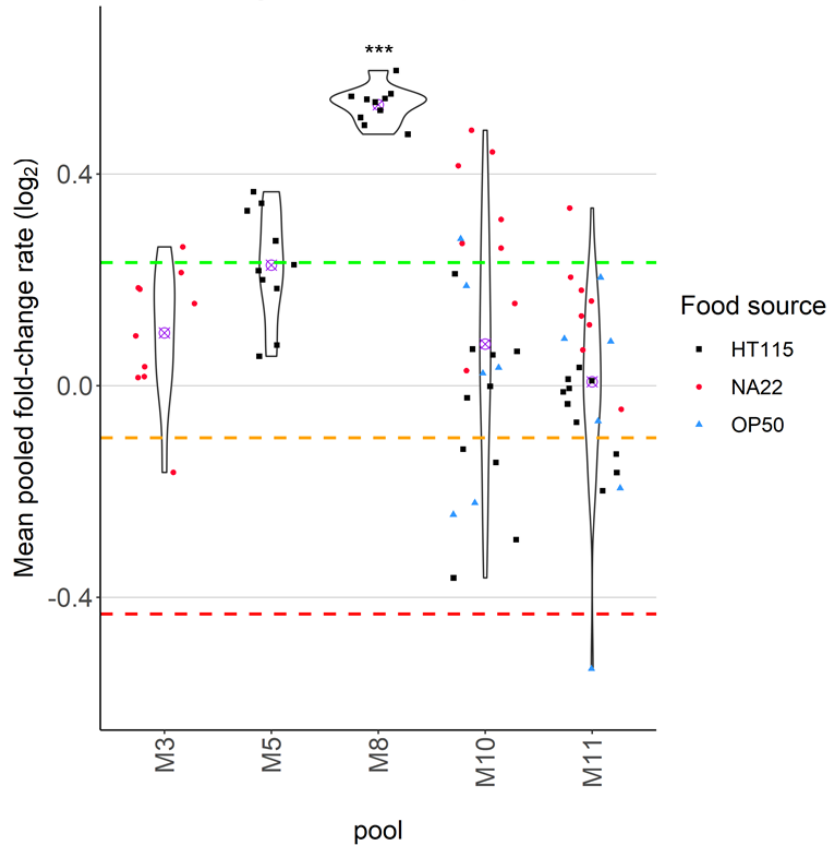 Mean pooled fold-change rate (log₂)
***
0.4
0.0
-0.4
M3
M5
M8
M10
M11
pool
Food source
HT115
NA22
OP50